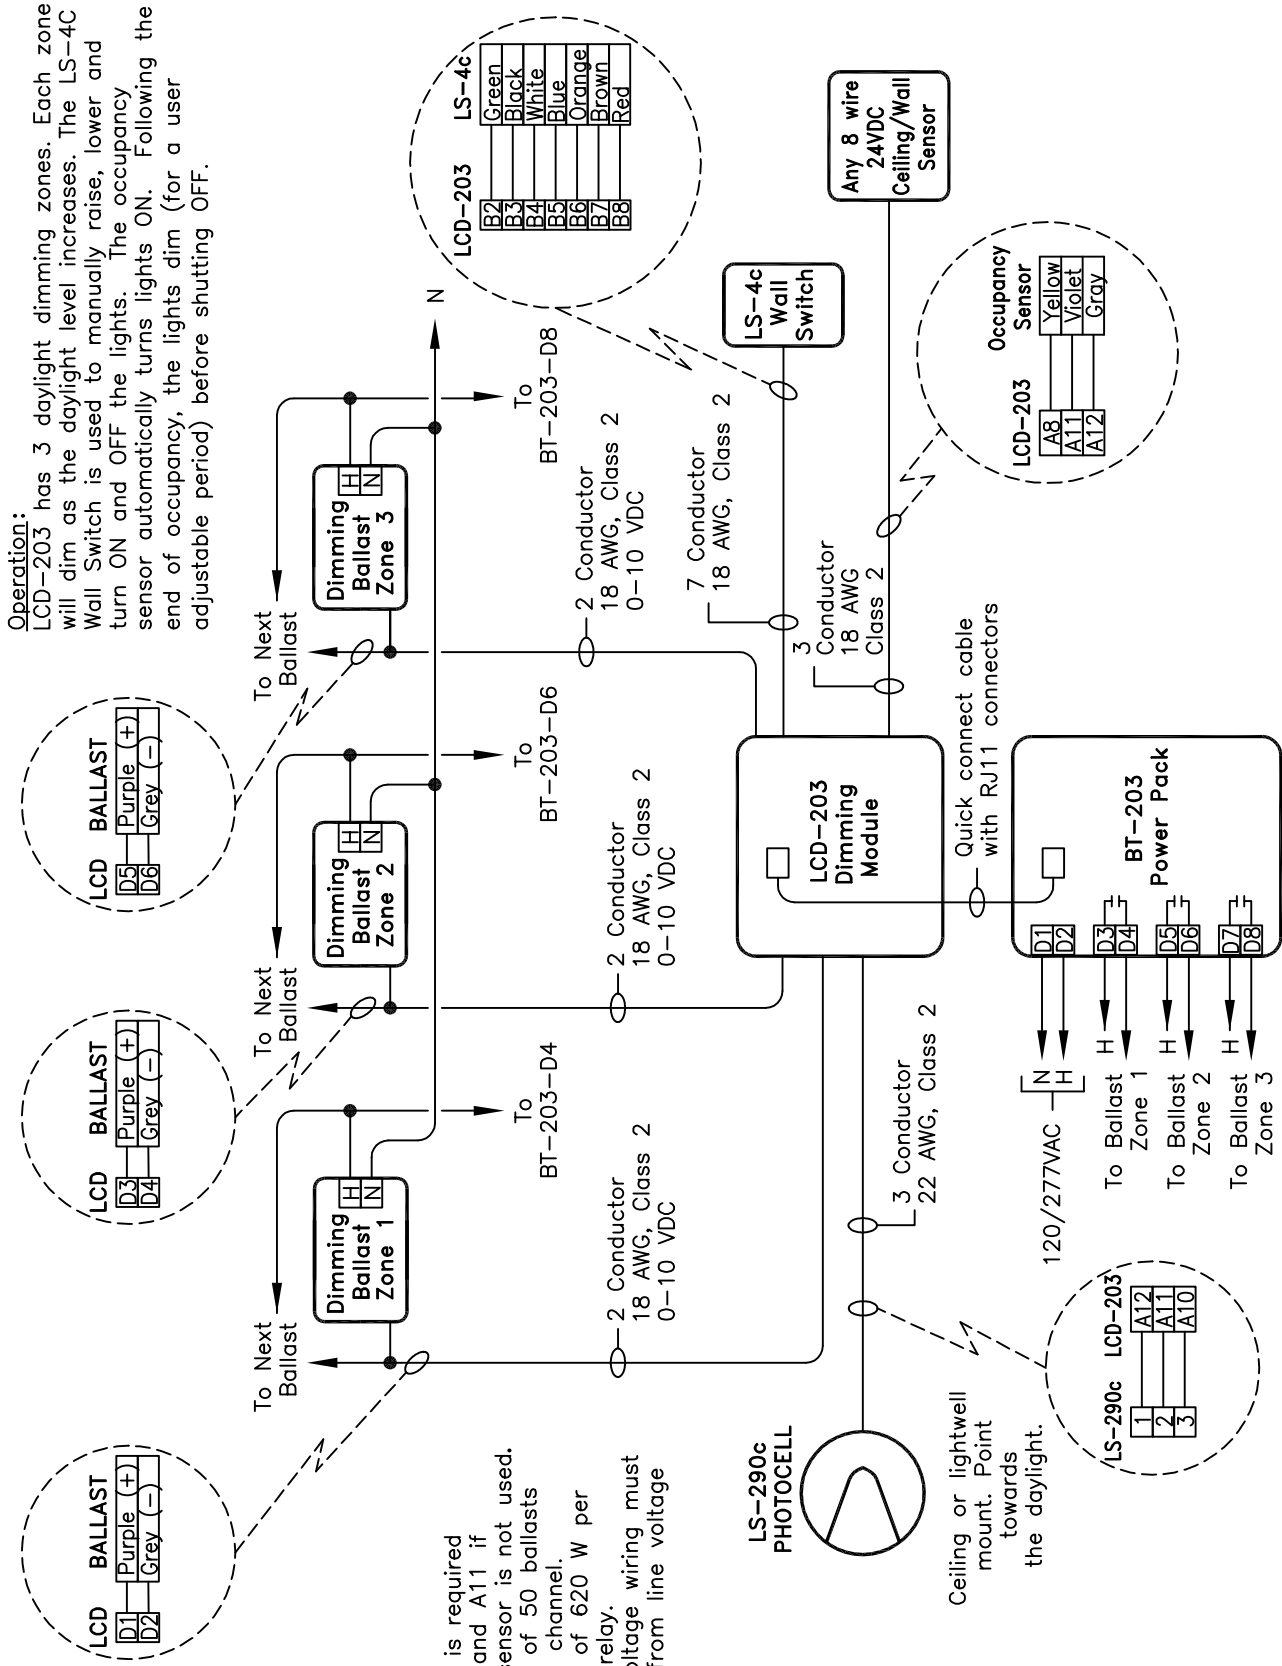 Operation:
LCD-203 has 3 daylight dimming zones. Each zone
will dim as the daylight level increases. The LS-4C
Wall Switch is used to manually raise, lower and
turn ON and OFF the lights. The occupancy
sensor automatically turns lights ON. Following the
end of occupancy, the lights dim (for a user
adjustable period) before shutting OFF.
LCD BALLAST
D1 Purple (+)
D2 Grey (-)
LCD BALLAST
D3 Purple (+)
D4 Grey (-)
LCD BALLAST
D5 Purple (+)
D6 Grey (-)
To Next
Ballast
To Next
Ballast
To Next
Ballast
Dimming
Ballast
Zone 1
H
N
Dimming
Ballast
Zone 2
H
N
Dimming
Ballast
Zone 3
H
N
N
To
BT-203-D4
To
BT-203-D6
To
BT-203-D8
LCD-203 LS-4c
B2 Green
B3 Black
B4 White
B5 Blue
B6 Orange
B7 Brown
B8 Red
is required
and A11 if
ensor is not used.
of 50 ballasts
channel.
of 620 W per
relay.
oltage wiring must
from line voltage
2 Conductor
18 AWG, Class 2
0-10 VDC
2 Conductor
18 AWG, Class 2
0-10 VDC
2 Conductor
18 AWG, Class 2
0-10 VDC
7 Conductor
18 AWG, Class 2
LS-4c
Wall
Switch
3
Conductor
18 AWG
Class 2
Any 8 wire
24VDC
Ceiling/Wall
Sensor
LS-290c
PHOTOCELL
LCD-203
Dimming
Module
3 Conductor
22 AWG, Class 2
Ceiling or lightwell
mount. Point
towards
the daylight.
Quick connect cable
with RJ11 connectors
Occupancy
Sensor
LCD-203
A8 Yellow
A11 Violet
A12 Gray
LS-290c LCD-203
1 A12
2 A11
3 A10
120/277VAC
N
H
D1
D2
To Ballast
Zone 1
H
D3
D4
To Ballast
Zone 2
H
D5
D6
To Ballast
Zone 3
H
D7
D8
BT-203
Power Pack